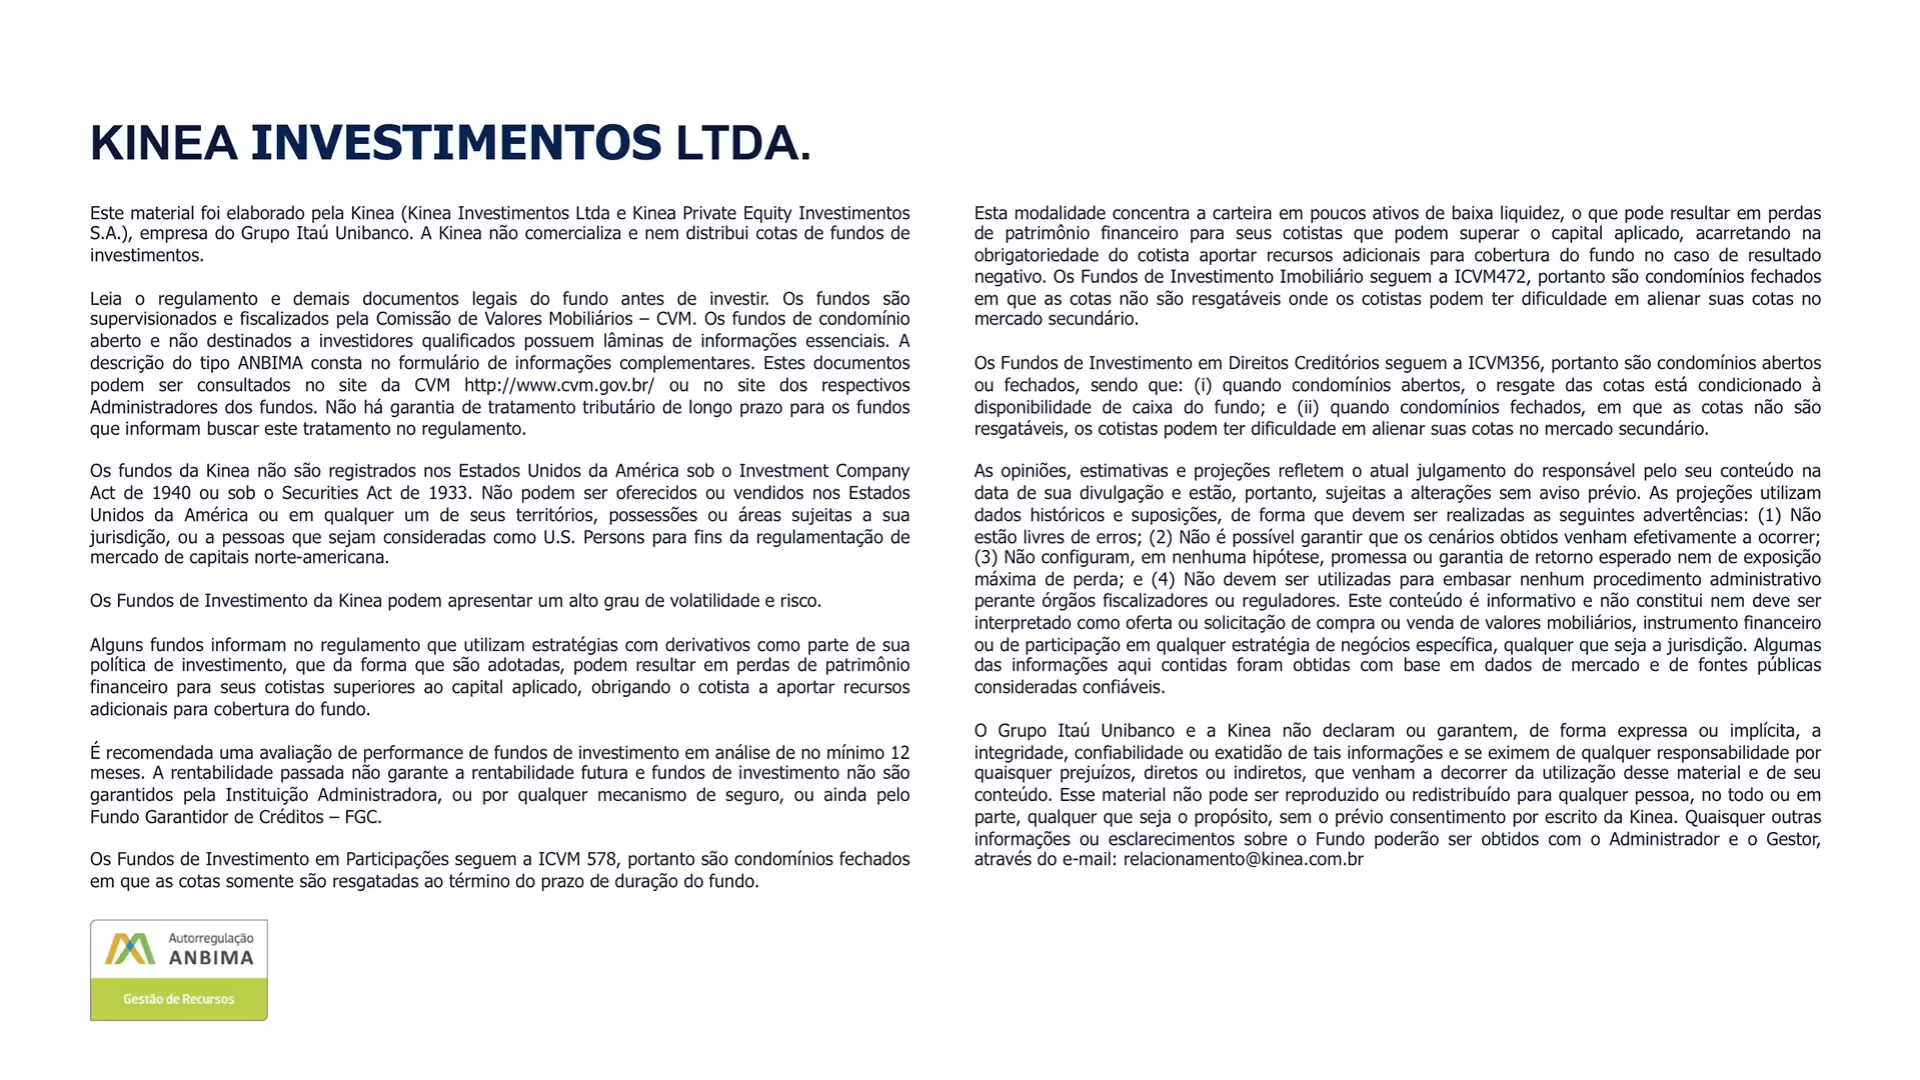 KINEA INVESTIMENTOS LTDA.
Este material foi elaborado pela Kinea (Kinea Investimentos Ltda e Kinea Private Equity Investimentos
S.A.), empresa do Grupo Itaú Unibanco. A Kinea não comercializa e nem distribui cotas de fundos de
investimentos.
Leia o regulamento e demais documentos legais do fundo antes de investir. Os fundos são
supervisionados e fiscalizados pela Comissão de Valores Mobiliários – CVM. Os fundos de condomínio
aberto e não destinados a investidores qualificados possuem lâminas de informações essenciais. A
descrição do tipo ANBIMA consta no formulário de informações complementares. Estes documentos
podem ser consultados no site da CVM http://www.cvm.gov.br/ ou no site dos respectivos
Administradores dos fundos. Não há garantia de tratamento tributário de longo prazo para os fundos
que informam buscar este tratamento no regulamento.
Os fundos da Kinea não são registrados nos Estados Unidos da América sob o Investment Company
Act de 1940 ou sob o Securities Act de 1933. Não podem ser oferecidos ou vendidos nos Estados
Unidos da América ou em qualquer um de seus territórios, possessões ou áreas sujeitas a sua
jurisdição, ou a pessoas que sejam consideradas como U.S. Persons para fins da regulamentação de
mercado de capitais norte-americana.
Os Fundos de Investimento da Kinea podem apresentar um alto grau de volatilidade e risco.
Alguns fundos informam no regulamento que utilizam estratégias com derivativos como parte de sua
política de investimento, que da forma que são adotadas, podem resultar em perdas de patrimônio
financeiro para seus cotistas superiores ao capital aplicado, obrigando o cotista a aportar recursos
adicionais para cobertura do fundo.
É recomendada uma avaliação de performance de fundos de investimento em análise de no mínimo 12
meses. A rentabilidade passada não garante a rentabilidade futura e fundos de investimento não são
garantidos pela Instituição Administradora, ou por qualquer mecanismo de seguro, ou ainda pelo
Fundo Garantidor de Créditos – FGC.
Os Fundos de Investimento em Participações seguem a ICVM 578, portanto são condomínios fechados
em que as cotas somente são resgatadas ao término do prazo de duração do fundo.
Esta modalidade concentra a carteira em poucos ativos de baixa liquidez, o que pode resultar em perdas
de patrimônio financeiro para seus cotistas que podem superar o capital aplicado, acarretando na
obrigatoriedade do cotista aportar recursos adicionais para cobertura do fundo no caso de resultado
negativo. Os Fundos de Investimento Imobiliário seguem a ICVM472, portanto são condomínios fechados
em que as cotas não são resgatáveis onde os cotistas podem ter dificuldade em alienar suas cotas no
mercado secundário.
Os Fundos de Investimento em Direitos Creditórios seguem a ICVM356, portanto são condomínios abertos
ou fechados, sendo que: (i) quando condomínios abertos, o resgate das cotas está condicionado à
disponibilidade de caixa do fundo; e (ii) quando condomínios fechados, em que as cotas não são
resgatáveis, os cotistas podem ter dificuldade em alienar suas cotas no mercado secundário.
As opiniões, estimativas e projeções refletem o atual julgamento do responsável pelo seu conteúdo na
data de sua divulgação e estão, portanto, sujeitas a alterações sem aviso prévio. As projeções utilizam
dados históricos e suposições, de forma que devem ser realizadas as seguintes advertências: (1) Não
estão livres de erros; (2) Não é possível garantir que os cenários obtidos venham efetivamente a ocorrer;
(3) Não configuram, em nenhuma hipótese, promessa ou garantia de retorno esperado nem de exposição
máxima de perda; e (4) Não devem ser utilizadas para embasar nenhum procedimento administrativo
perante órgãos fiscalizadores ou reguladores. Este conteúdo é informativo e não constitui nem deve ser
interpretado como oferta ou solicitação de compra ou venda de valores mobiliários, instrumento financeiro
ou de participação em qualquer estratégia de negócios específica, qualquer que seja a jurisdição. Algumas
das informações aqui contidas foram obtidas com base em dados de mercado e de fontes públicas
consideradas confiáveis.
O Grupo Itaú Unibanco e a Kinea não declaram ou garantem, de forma expressa ou implícita, a
integridade, confiabilidade ou exatidão de tais informações e se eximem de qualquer responsabilidade por
quaisquer prejuízos, diretos ou indiretos, que venham a decorrer da utilização desse material e de seu
conteúdo. Esse material não pode ser reproduzido ou redistribuído para qualquer pessoa, no todo ou em
parte, qualquer que seja o propósito, sem o prévio consentimento por escrito da Kinea. Quaisquer outras
informações ou esclarecimentos sobre o Fundo poderão ser obtidos com o Administrador e o Gestor,
através do e-mail: relacionamento@kinea.com.br
Autorregulação
ANBIMA
Gestão de Recursos